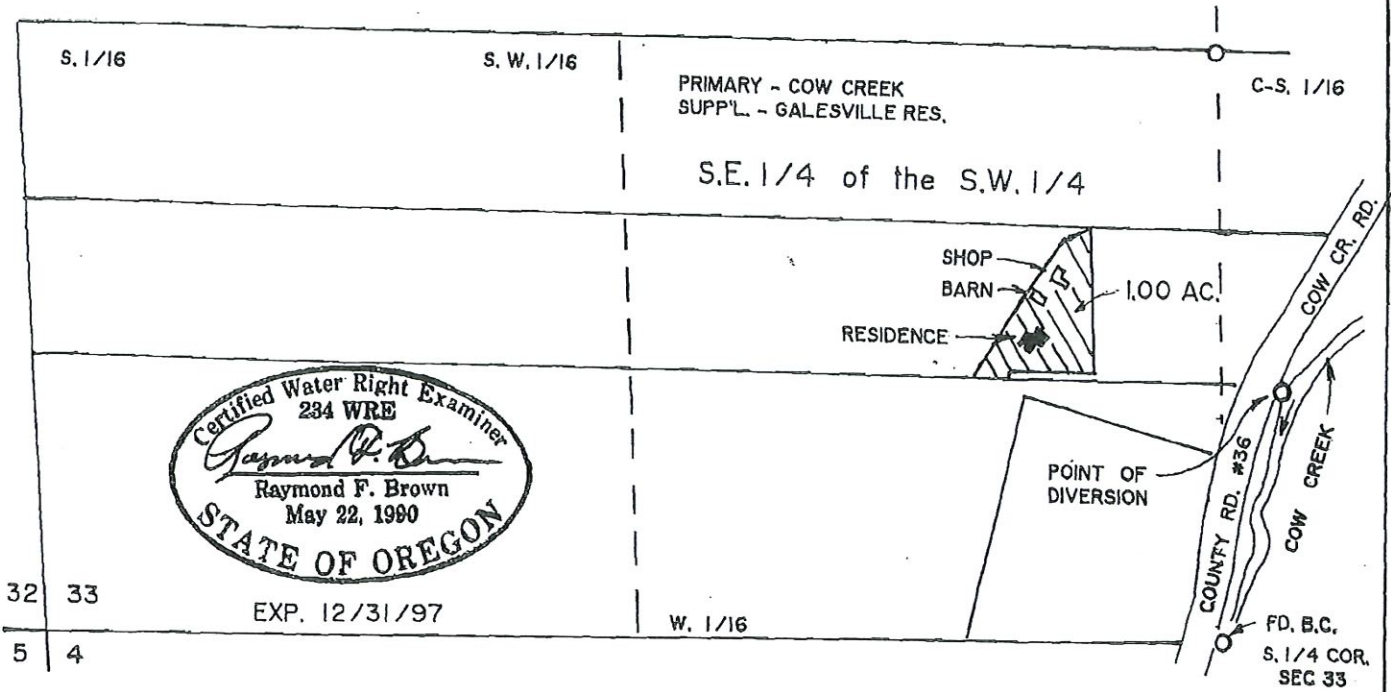 S. 1/16
S. W. 1/16
PRIMARY - COW CREEK
SUPP'L. - GALESVILLE RES.
C-S. 1/16
S.E. 1/4 of the S.W. 1/4
COW CR. RD.
SHOP
BARN
1.00 AC.
RESIDENCE
Certified Water Right Examiner
234 WRE
Raymond F. Brown
Raymond F. Brown
May 22, 1990
STATE OF OREGON
EXP. 12/31/97
POINT OF
DIVERSION
COUNTY RD. #36
COW CREEK
32 33
5 4
W. 1/16
FD. B.C.
S. 1/4 COR.
SEC 33